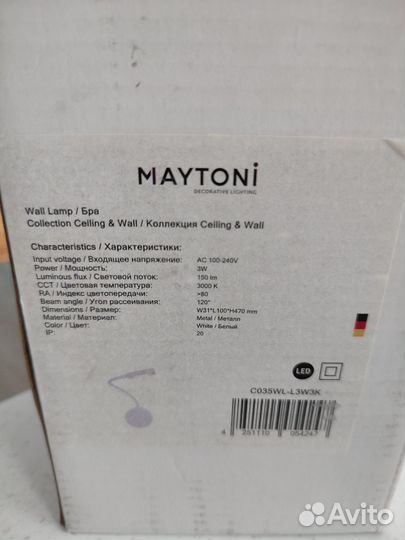 MAYTONi
DECORATIVE LIGHTING
Wall Lamp / Бра
Collection Ceiling & Wall / Коллекция Ceiling & Wall
Characteristics / Характеристики:
Input voltage / Входящее напряжение: AC 100-240V
Power / Мощность: 3W
Luminous flux / Световой поток: 150 lm
CCT / Цветовая температура: 3000 K
RA / Индекс цветопередачи: >80
Beam angle / Угол рассеивания: 120°
Dimensions / Размер: W31*L100*H470 mm
Material / Материал: Metal / Металл
Color / Цвет: White / Белый
IP: 20
LED
C035WL-L3W3K
4 251110 054247
Avito